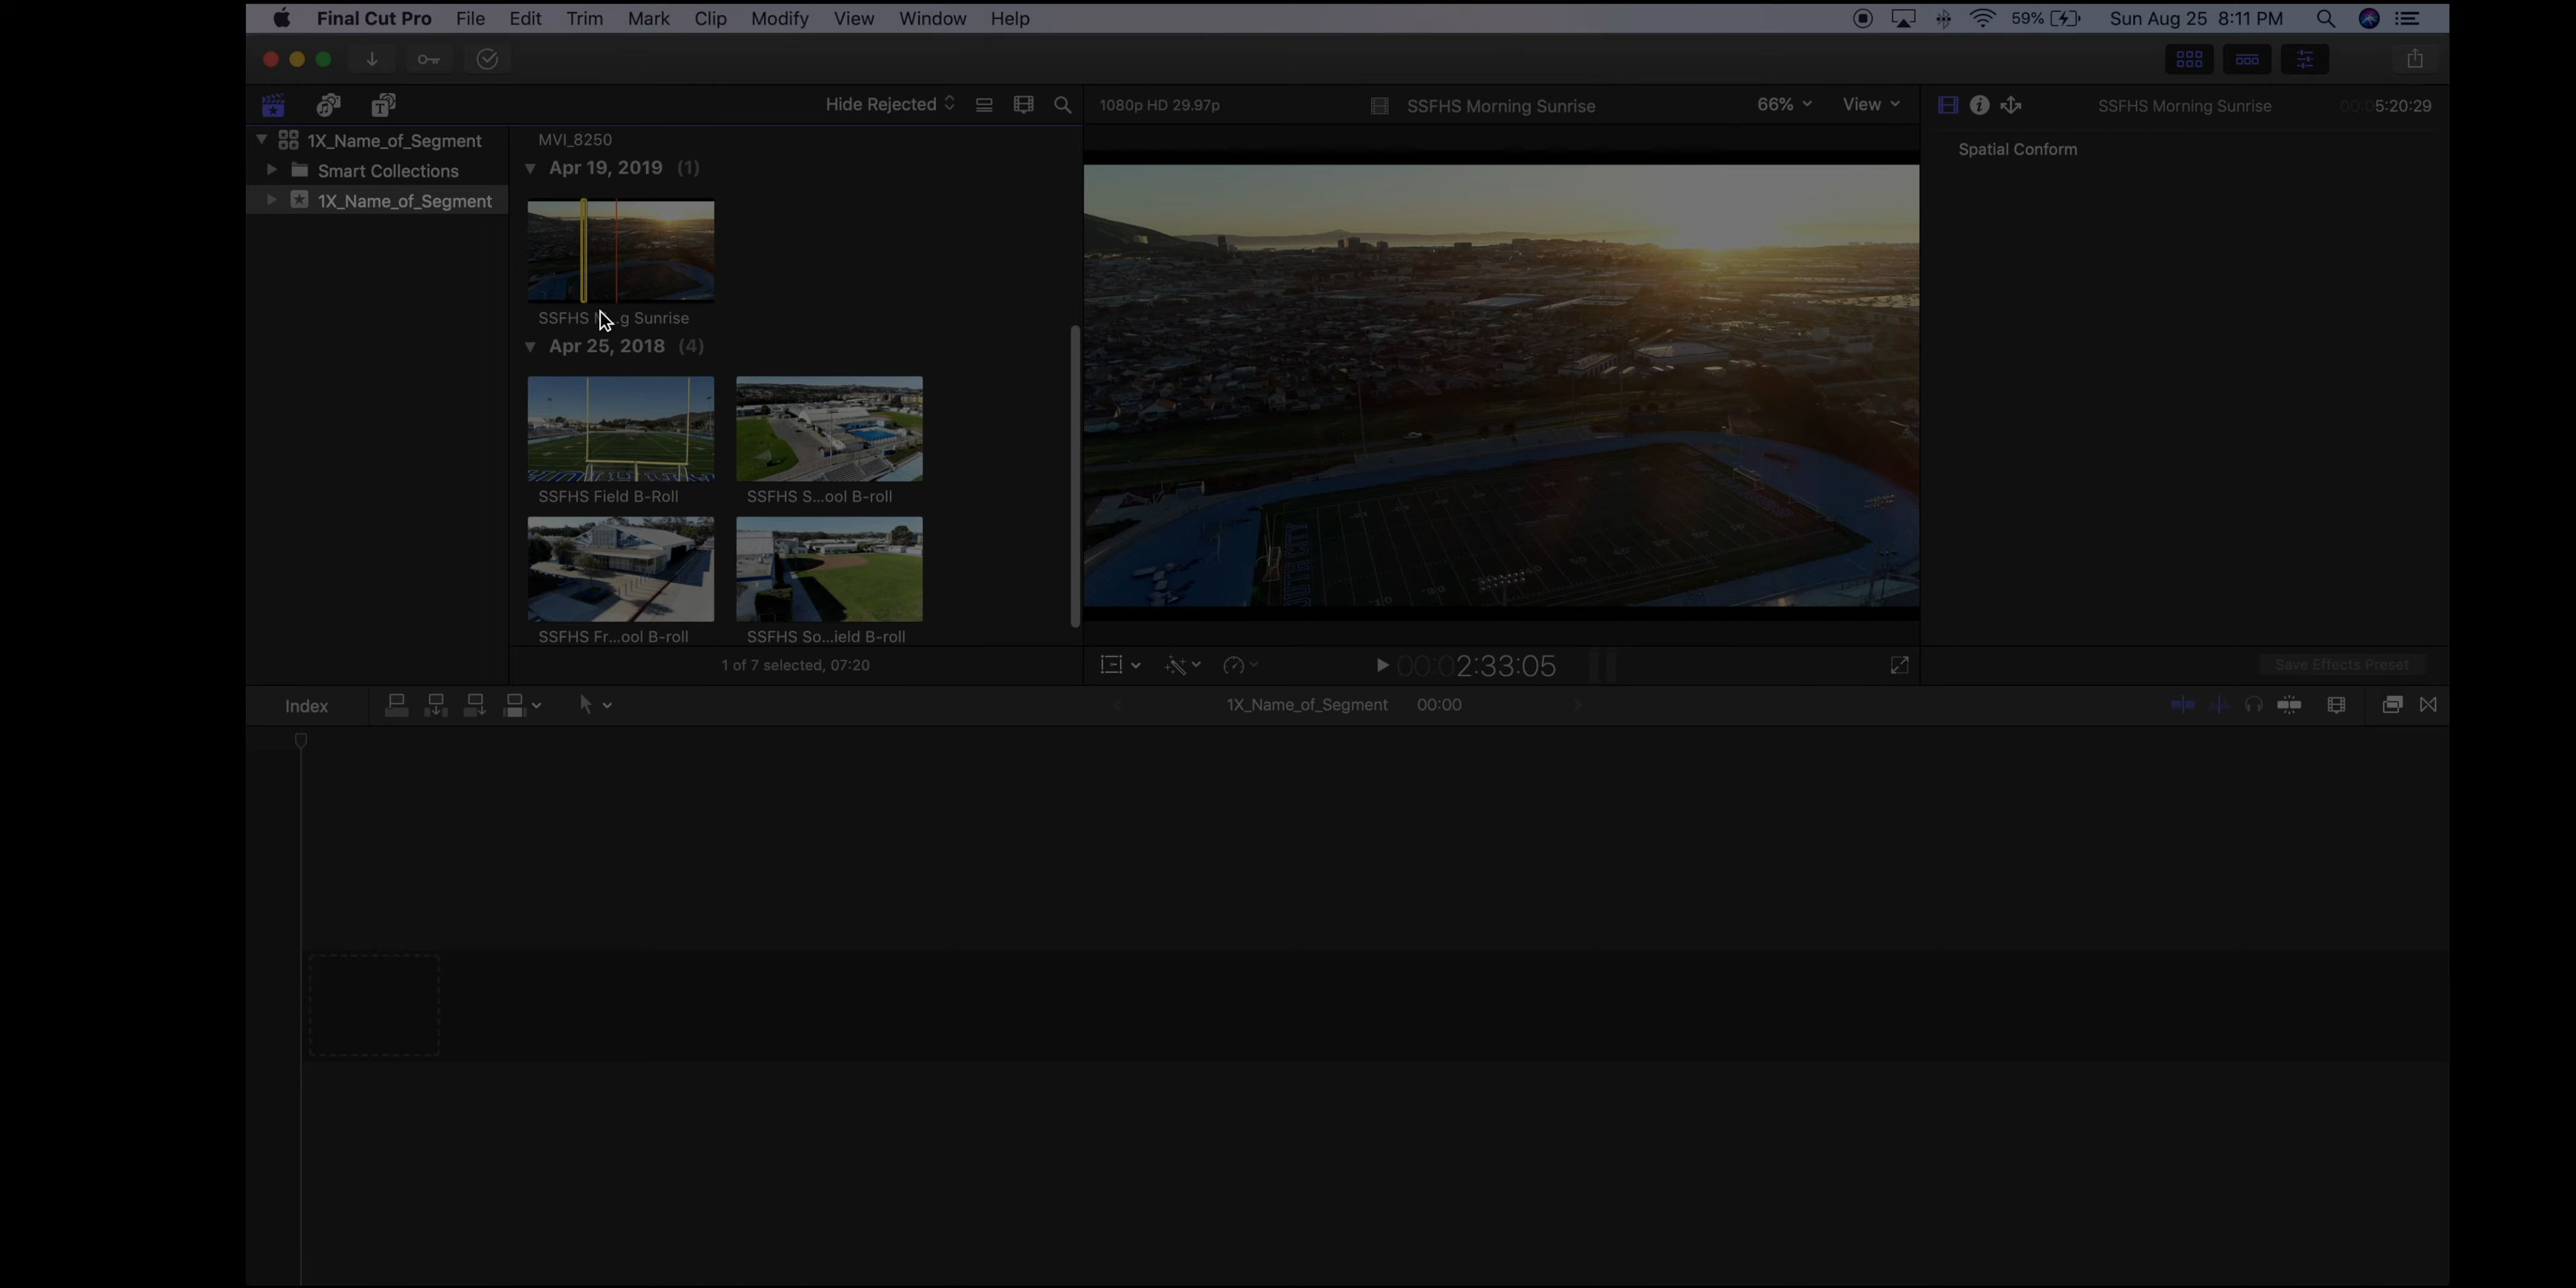 Final Cut Pro File Edit Trim Mark Clip Modify View Window Help 59% Sun Aug 25 8:11 PM
Hide Rejected 1080p HD 29.97p SSFHS Morning Sunrise 66% View SSFHS Morning Sunrise 00:05:20:29
1X_Name_of_Segment
Smart Collections
1X_Name_of_Segment
MVI_8250
Apr 19, 2019 (1)
SSFHS M...g Sunrise
Apr 25, 2018 (4)
SSFHS Field B-Roll SSFHS S...ool B-roll
SSFHS Fr...ool B-roll SSFHS So...ield B-roll
1 of 7 selected, 07:20
00:02:33:05
Spatial Conform
Save Effects Preset
Index 1X_Name_of_Segment 00:00